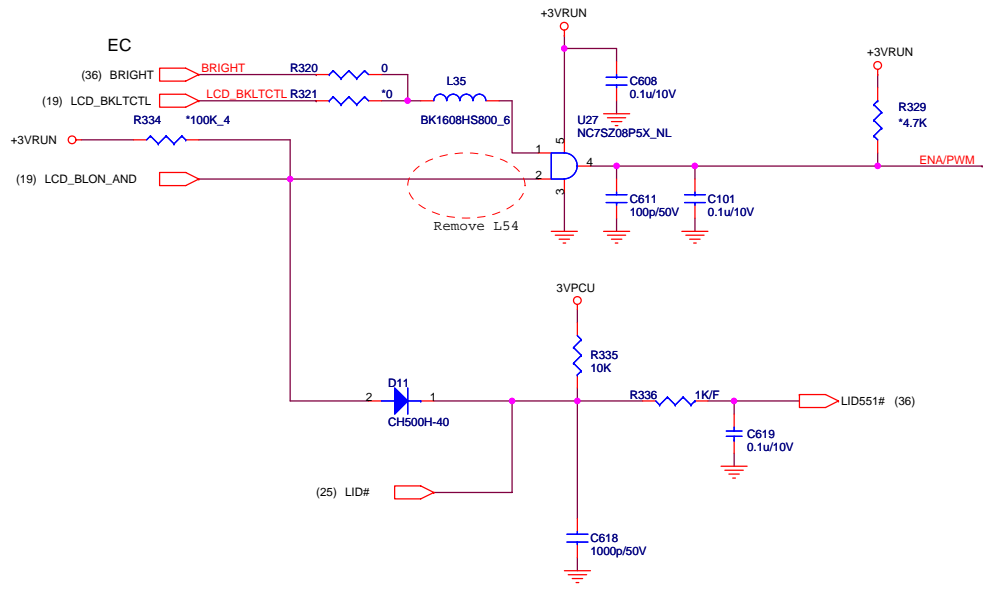 +3VRUN
EC
+3VRUN
(36) BRIGHT
BRIGHT
R320
0
L35
C608
0.1u/10V
(19) LCD_BKLTCTL
LCD_BKLTCTL
R321
*0
BK1608HS800_6
R329
*4.7K
R334
*100K_4
U27
NC7SZ08P5X_NL
+3VRUN
5
1
4
ENA/PWM
(19) LCD_BLON_AND
2
3
C611
100p/50V
C101
0.1u/10V
Remove L54
3VPCU
R335
10K
D11
2
1
CH500H-40
R336
1K/F
LID551# (36)
C619
0.1u/10V
(25) LID#
C618
1000p/50V